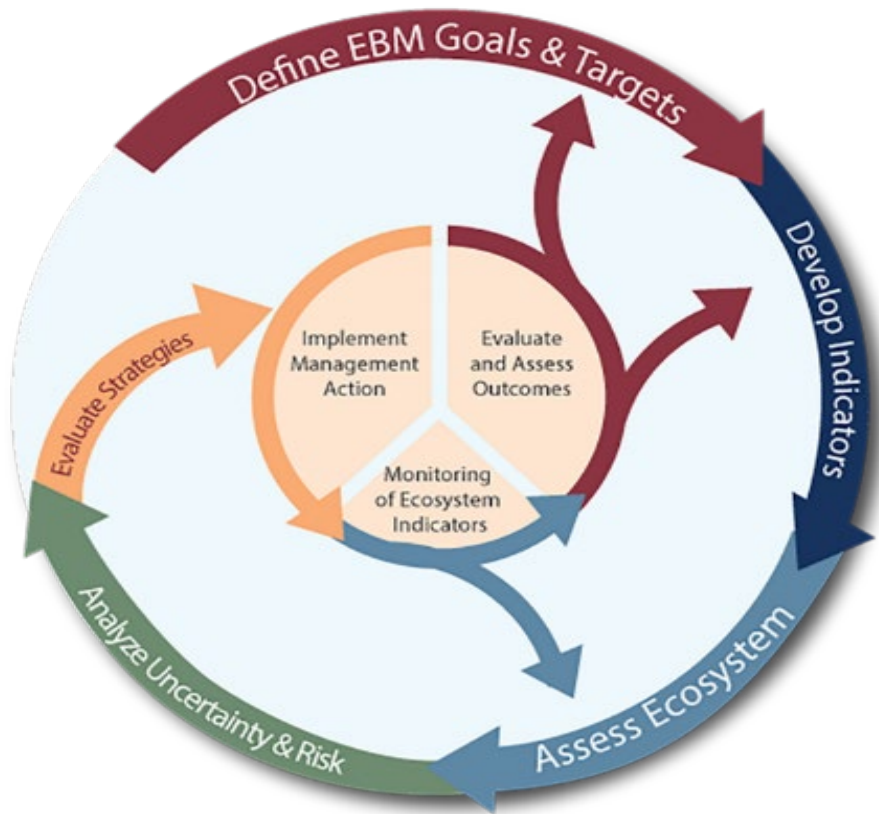 Define EBM Goals & Targets
Develop Indicators
Assess Ecosystem
Analyze Uncertainty & Risk
Evaluate Strategies
Implement
Management
Action
Evaluate
and Assess
Outcomes
Monitoring
of Ecosystem
Indicators